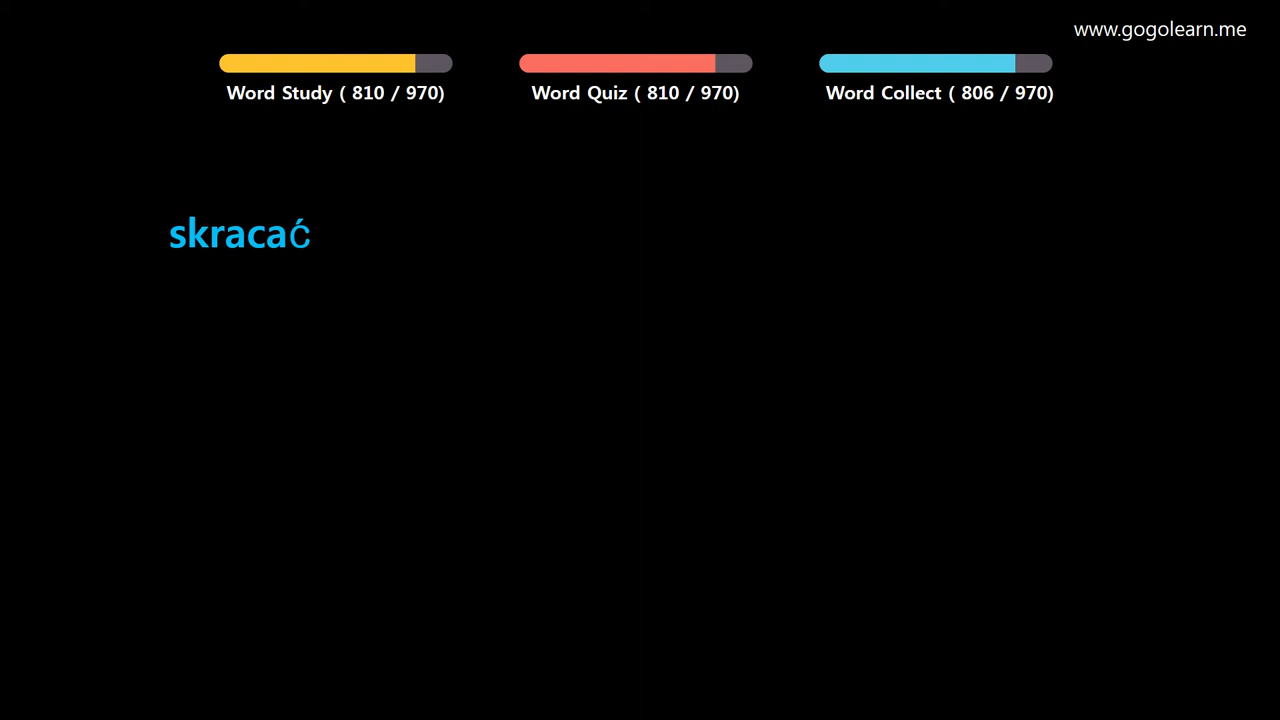 www.gogolearn.me
Word Study ( 810 / 970)
Word Quiz ( 810 / 970)
Word Collect ( 806 / 970)
skracać